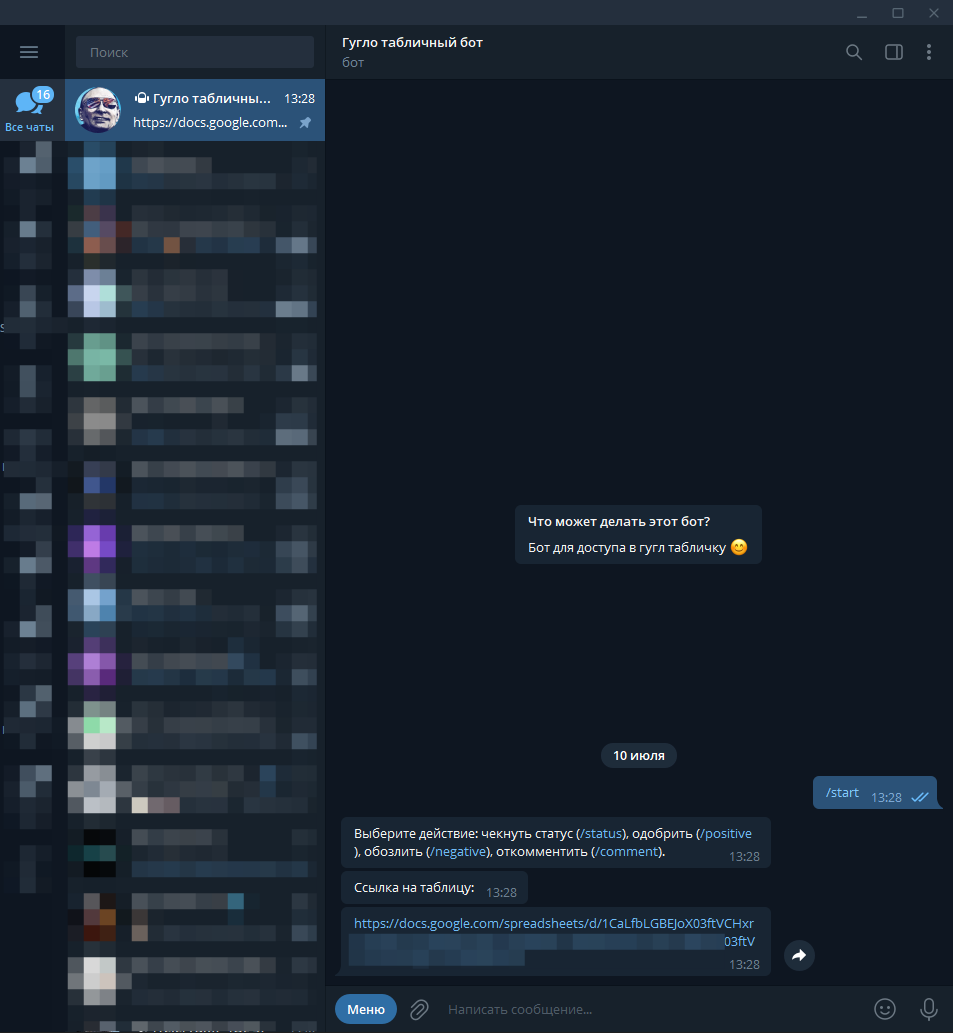 Поиск
Гугло табличный бот
бот
16
Все чаты
Гугло табличны... 13:28
https://docs.google.com...
Что может делать этот бот?
Бот для доступа в гугл табличку 😊
10 июля
/start 13:28
Выберите действие: чекнуть статус (/status), одобрить (/positive
), обозлить (/negative), откомментить (/comment).
13:28
Ссылка на таблицу: 13:28
https://docs.google.com/spreadsheets/d/1CaLfbLGBEJoX03ftVCHxr
03ftV
13:28
Меню
Написать сообщение...